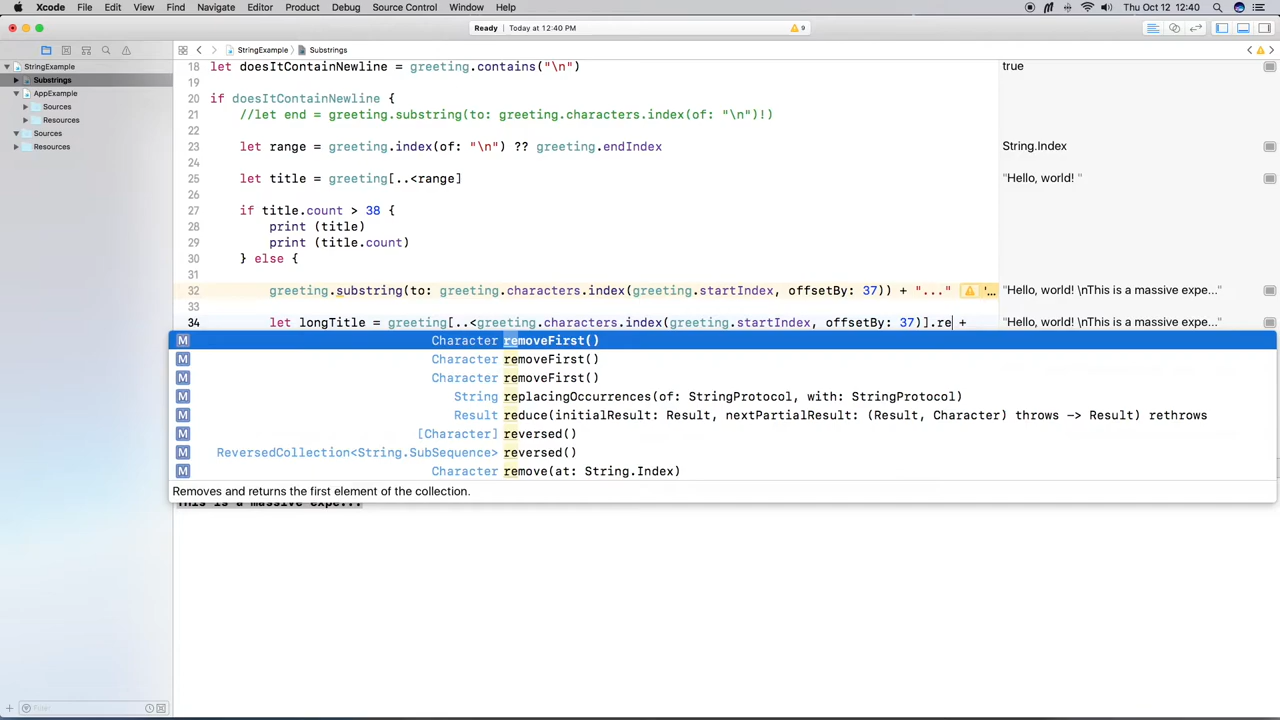 Xcode File Edit View Find Navigate Editor Product Debug Source Control Window Help Thu Oct 12 12:40
Ready Today at 12:40 PM 9
StringExample Substrings
StringExample
Substrings
AppExample
Sources
Resources
Sources
Resources
18 let doesItContainNewline = greeting.contains("\n") true
19
20 if doesItContainNewline {
21 //let end = greeting.substring(to: greeting.characters.index(of: "\n")!)
22
23 let range = greeting.index(of: "\n") ?? greeting.endIndex String.Index
24
25 let title = greeting[..<range] "Hello, world! "
26
27 if title.count > 38 {
28 print (title)
29 print (title.count)
30 } else {
31
32 greeting.substring(to: greeting.characters.index(greeting.startIndex, offsetBy: 37)) + "..." '... "Hello, world! \nThis is a massive expe..."
33
34 let longTitle = greeting[..<greeting.characters.index(greeting.startIndex, offsetBy: 37)].re + "Hello, world! \nThis is a massive expe..."
M Character removeFirst()
M Character removeFirst()
M Character removeFirst()
M String replacingOccurrences(of: StringProtocol, with: StringProtocol)
M Result reduce(initialResult: Result, nextPartialResult: (Result, Character) throws -> Result) rethrows
M [Character] reversed()
M ReversedCollection<String.SubSequence> reversed()
M Character remove(at: String.Index)
Removes and returns the first element of the collection.
This is a massive expe...
Filter